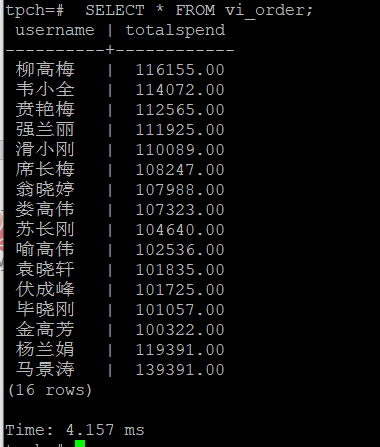 tpch=#  SELECT * FROM vi_order;
 username | totalspend
----------+------------
 柳高梅   |  116155.00
 韦小全   |  114072.00
 贲艳梅   |  112565.00
 强兰丽   |  111925.00
 滑小刚   |  110089.00
 席长梅   |  108247.00
 翁晓婷   |  107988.00
 娄高伟   |  107323.00
 苏长刚   |  104640.00
 喻高伟   |  102536.00
 袁晓轩   |  101835.00
 伏成峰   |  101725.00
 毕晓刚   |  101057.00
 金高芳   |  100322.00
 杨兰娟   |  119391.00
 马景涛   |  139391.00
(16 rows)
Time: 4.157 ms